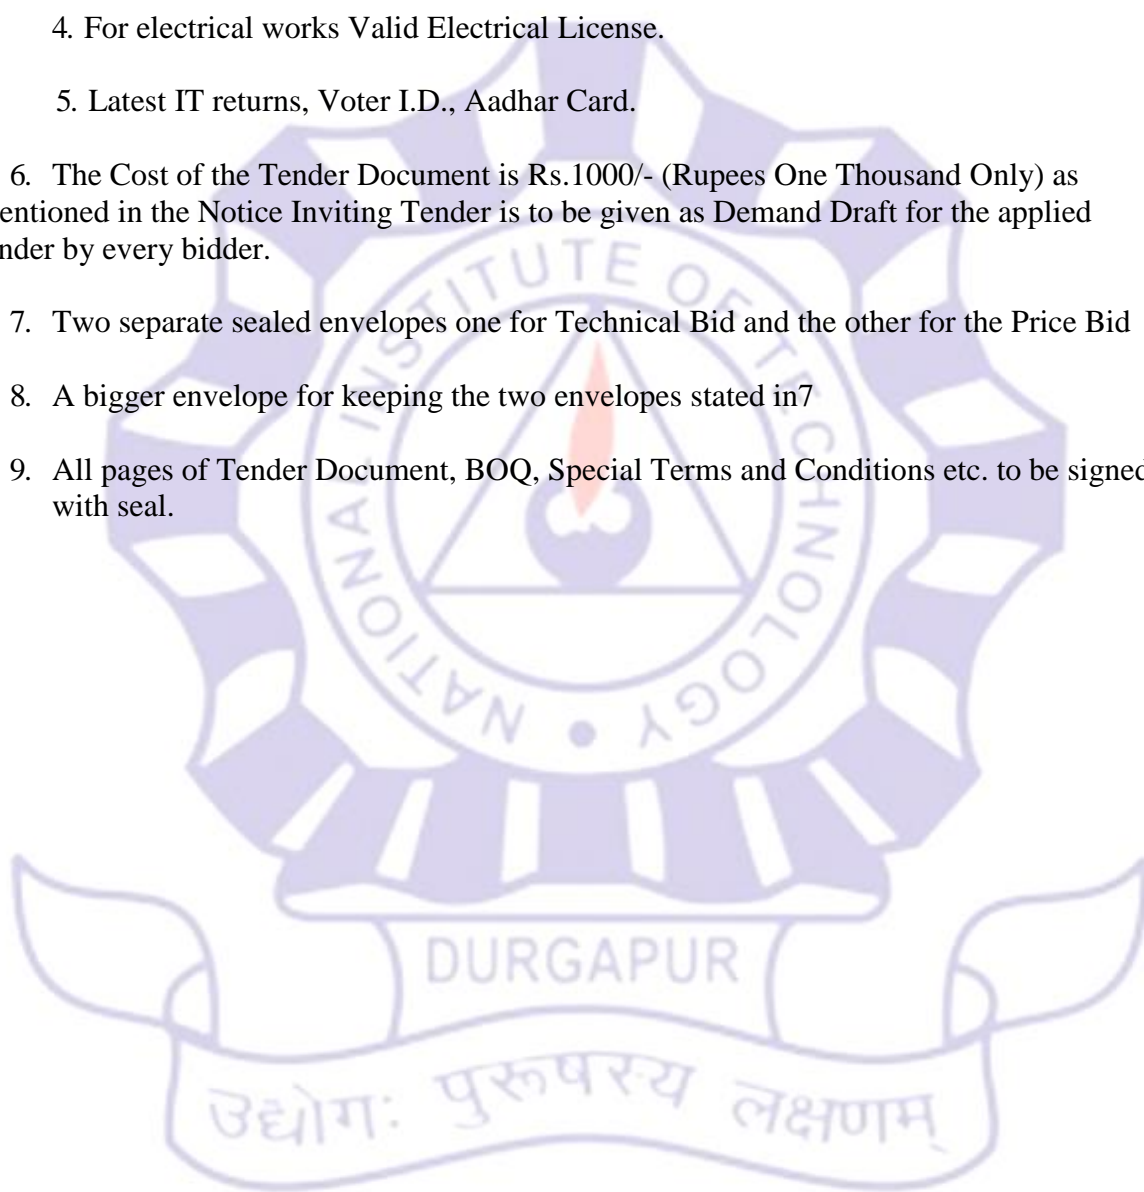 4. For electrical works Valid Electrical License.
5. Latest IT returns, Voter I.D., Aadhar Card.
6. The Cost of the Tender Document is Rs.1000/- (Rupees One Thousand Only) as
entioned in the Notice Inviting Tender is to be given as Demand Draft for the applied
nder by every bidder.
7. Two separate sealed envelopes one for Technical Bid and the other for the Price Bid
8. A bigger envelope for keeping the two envelopes stated in7
9. All pages of Tender Document, BOQ, Special Terms and Conditions etc. to be signed
with seal.
NATIONAL INSTITUTE OF TECHNOLOGY
DURGAPUR
उद्योगः पुरूषस्य लक्षणम्